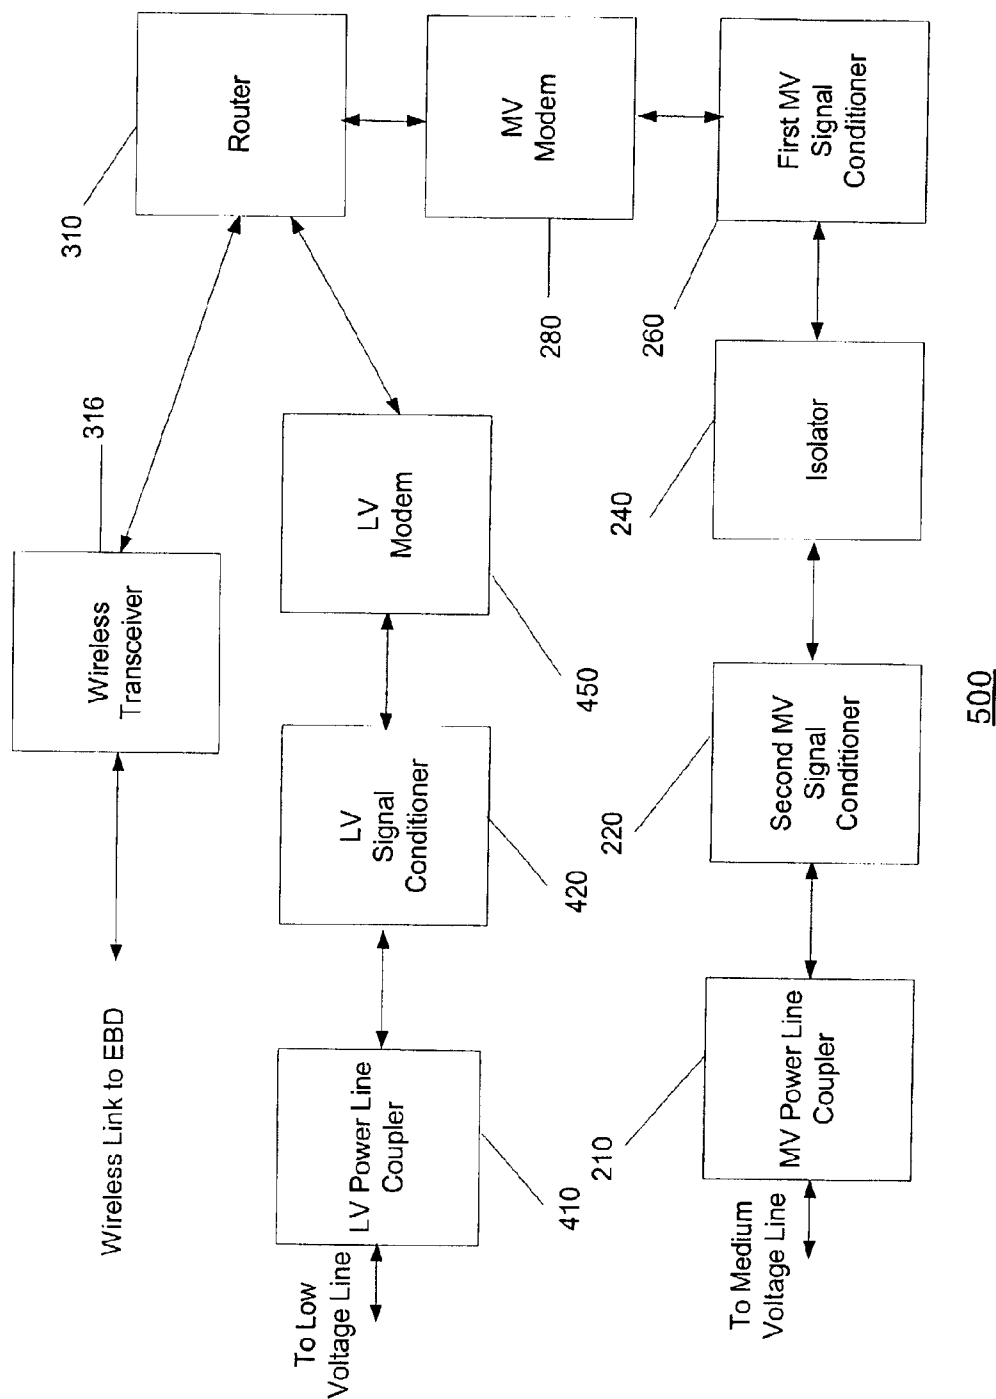 Wireless Link to EBD
Wireless
Transceiver
316
310
Router
To Low
Voltage Line
LV Power Line
Coupler
410
LV
Signal
Conditioner
420
LV
Modem
450
MV
Modem
280
To Medium
Voltage Line
MV Power Line
Coupler
210
Second MV
Signal
Conditioner
220
Isolator
240
First MV
Signal
Conditioner
260
500